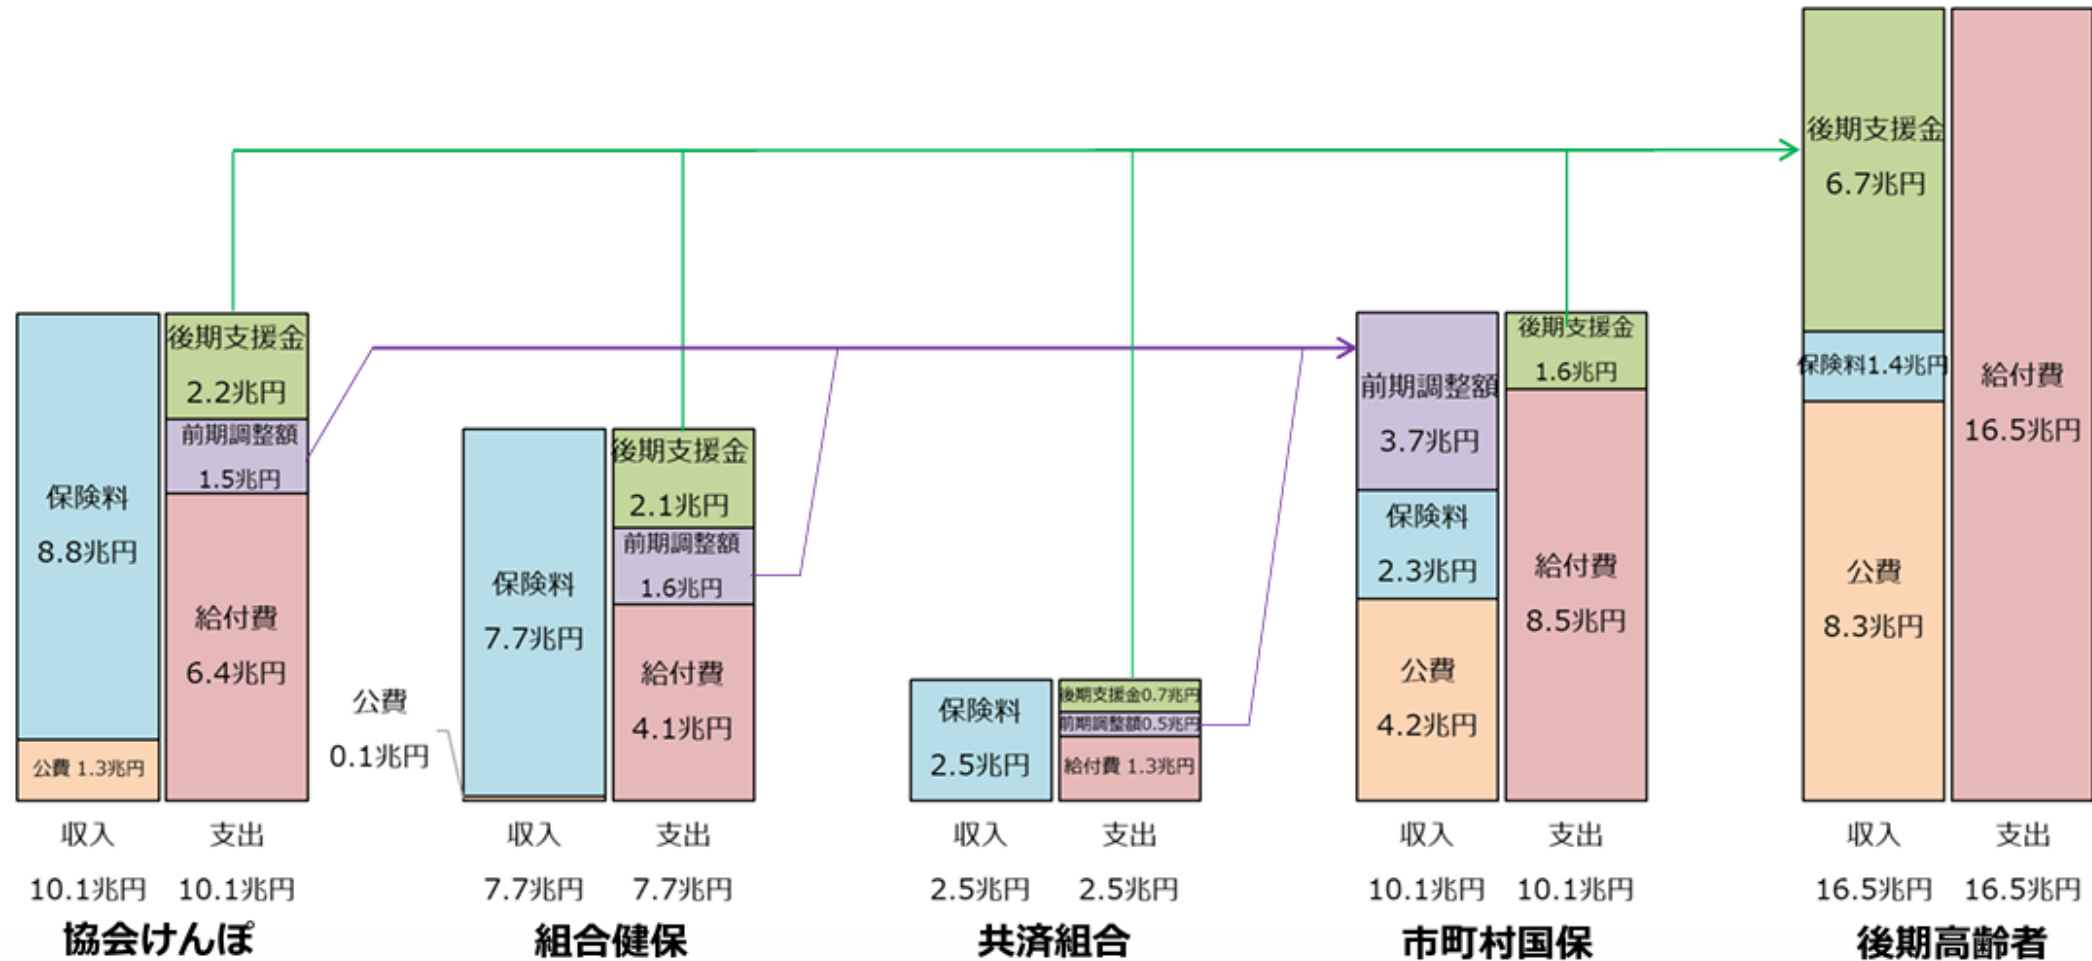 保険料
8.8兆円
公費 1.3兆円
収入
10.1兆円
後期支援金
2.2兆円
前期調整額
1.5兆円
給付費
6.4兆円
支出
10.1兆円
協会けんぽ
保険料
7.7兆円
公費
0.1兆円
収入
7.7兆円
後期支援金
2.1兆円
前期調整額
1.6兆円
給付費
4.1兆円
支出
7.7兆円
組合健保
保険料
2.5兆円
収入
2.5兆円
後期支援金0.7兆円
前期調整額0.5兆円
給付費 1.3兆円
支出
2.5兆円
共済組合
前期調整額
3.7兆円
保険料
2.3兆円
公費
4.2兆円
収入
10.1兆円
後期支援金
1.6兆円
給付費
8.5兆円
支出
10.1兆円
市町村国保
後期支援金
6.7兆円
保険料1.4兆円
公費
8.3兆円
収入
16.5兆円
給付費
16.5兆円
支出
16.5兆円
後期高齢者